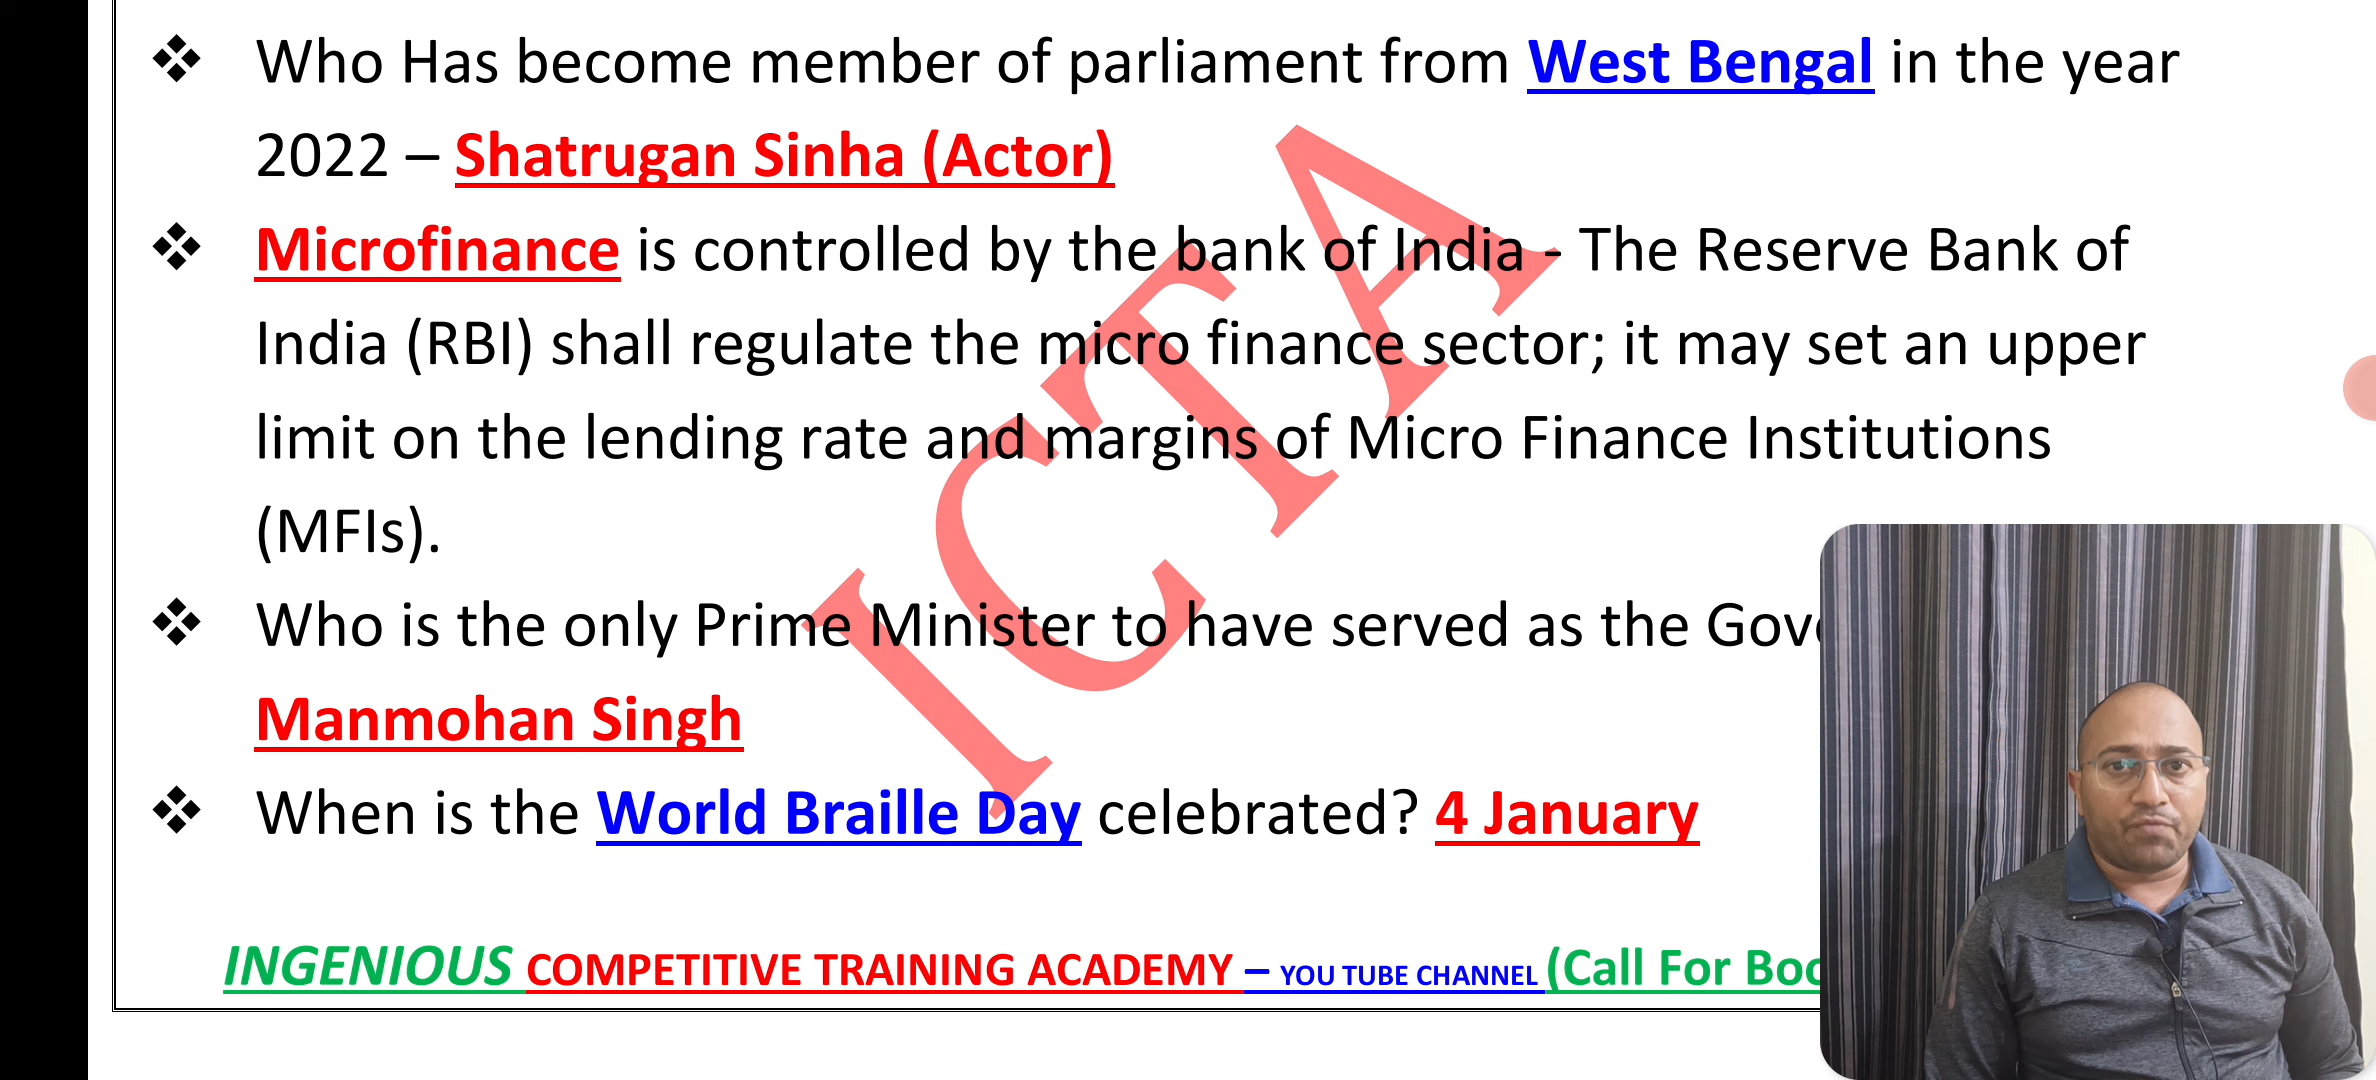 ❖ Who Has become member of parliament from West Bengal in the year
2022 – Shatrugan Sinha (Actor)
❖ Microfinance is controlled by the bank of India - The Reserve Bank of
India (RBI) shall regulate the micro finance sector; it may set an upper
limit on the lending rate and margins of Micro Finance Institutions
(MFIs).
❖ Who is the only Prime Minister to have served as the
Manmohan Singh
❖ When is the World Braille Day celebrated? 4 January
INGENIOUS COMPETITIVE TRAINING ACADEMY – YOU TUBE CHANNEL (Call For
ICTA